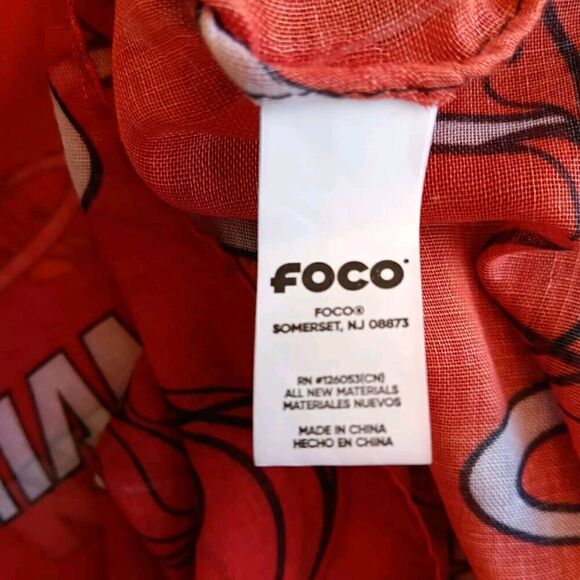 FOCO
FOCO®
SOMERSET, NJ 08873
RN #126053(CN)
ALL NEW MATERIALS
MATERIALES NUEVOS
MADE IN CHINA
HECHO EN CHINA